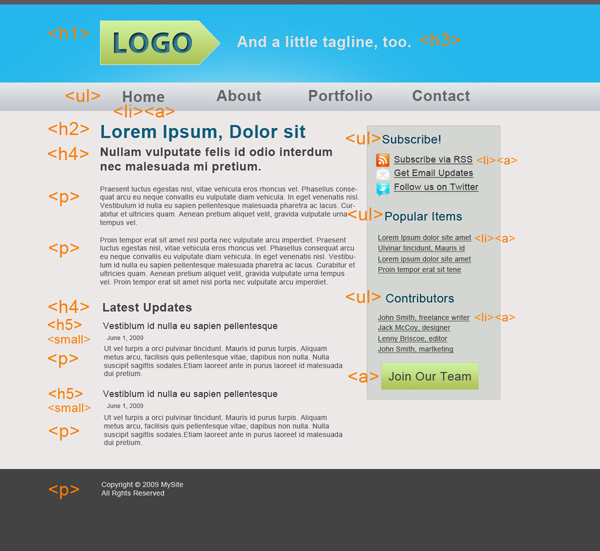 <h1>
LOGO
And a little tagline, too. <h3>
<ul> Home About Portfolio Contact
<li><a>
<h2> Lorem Ipsum, Dolor sit
<h4> Nullam vulputate felis id odio interdum
nec malesuada mi pretium.
<p> Praesent luctus egestas nisl, vitae vehicula eros rhoncus vel. Phasellus conse-
quat arcu eu neque convallis eu vulputate diam vehicula. In eget venenatis nisl.
Vestibulum id nulla eu sapien pellentesque malesuada pharetra ac lacus. Cur-
abitur et ultricies quam. Aenean pretium aliquet velit, gravida vulputate urna
tempus vel.
<p> Proin tempor erat sit amet nisl porta nec vulputate arcu imperdiet. Praesent
luctus egestas nisl, vitae vehicula eros rhoncus vel. Phasellus consequat arcu
eu neque convallis eu vulputate diam vehicula. In eget venenatis nisl. Vestibu-
lum id nulla eu sapien pellentesque malesuada pharetra ac lacus. Curabitur et
ultricies quam. Aenean pretium aliquet velit, gravida vulputate urna tempus
vel. Proin tempor erat sit amet nisl porta nec vulputate arcu imperdiet.
<h4> Latest Updates
<h5> Vestiblum id nulla eu sapien pellentesque
<small> June 1, 2009
<p> Ut vel turpis a orci pulvinar tincidunt. Mauris id purus turpis. Aliquam
metus arcu, facilisis quis pellentesque vitae, dapibus non nulla. Nulla
suscipit sagittis sodales.Etiam laoreet ante in purus laoreet id malesuada
dui pretium.
<h5> Vestiblum id nulla eu sapien pellentesque
<small> June 1, 2009
<p> Ut vel turpis a orci pulvinar tincidunt. Mauris id purus turpis. Aliquam
metus arcu, facilisis quis pellentesque vitae, dapibus non nulla. Nulla
suscipit sagittis sodales.Etiam laoreet ante in purus laoreet id malesuada
dui pretium.
<ul> Subscribe!
Subscribe via RSS <li><a>
Get Email Updates
Follow us on Twitter
<ul> Popular Items
Lorem Ipsum dolor site amet <li><a>
Ulvinar tincidunt, Mauris id
Lorem ipsum dolor site amet
Proin tempor erat sit tene
<ul> Contributors
John Smith, freelance writer <li><a>
Jack McCoy, designer
Lenny Briscoe, editor
John Smith, martketing
<a> Join Our Team
<p> Copyright © 2009 MySite
All Rghts Reserved